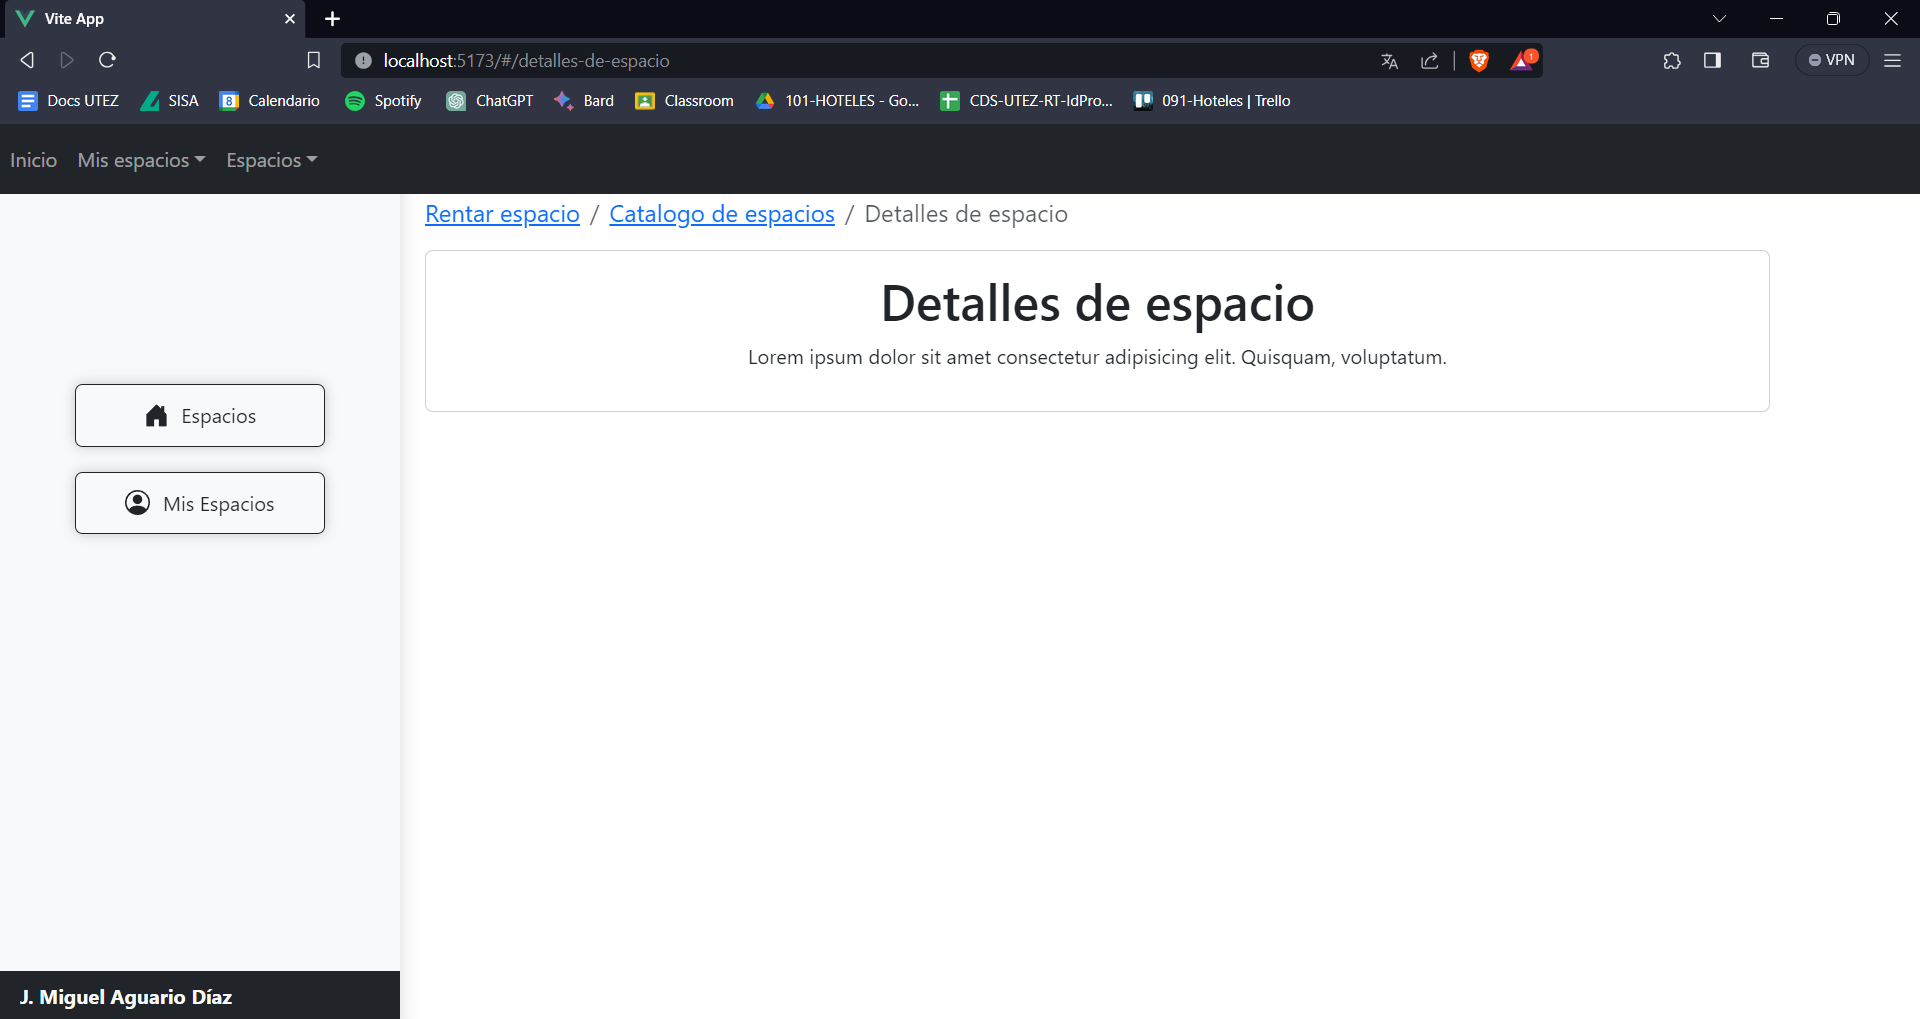 Vite App
localhost:5173/#/detalles-de-espacio
1
VPN
Docs UTEZ
SISA
8
Calendario
Spotify
ChatGPT
Bard
Classroom
101-HOTELES - Go...
CDS-UTEZ-RT-IdPro...
091-Hoteles | Trello
Inicio Mis espacios Espacios
Rentar espacio / Catalogo de espacios / Detalles de espacio
Detalles de espacio
Lorem ipsum dolor sit amet consectetur adipisicing elit. Quisquam, voluptatum.
Espacios
Mis Espacios
J. Miguel Aguario Díaz